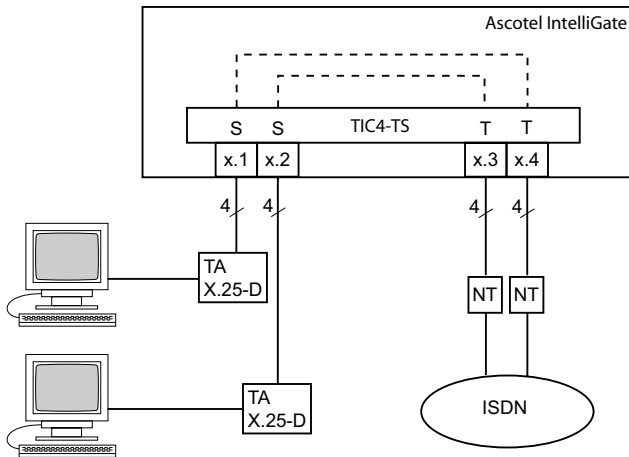 Ascotel IntelliGate
S S TIC4-TS T T
x.1 x.2 x.3 x.4
4 4 4 4
TA
X.25-D
NT NT
TA
X.25-D
ISDN